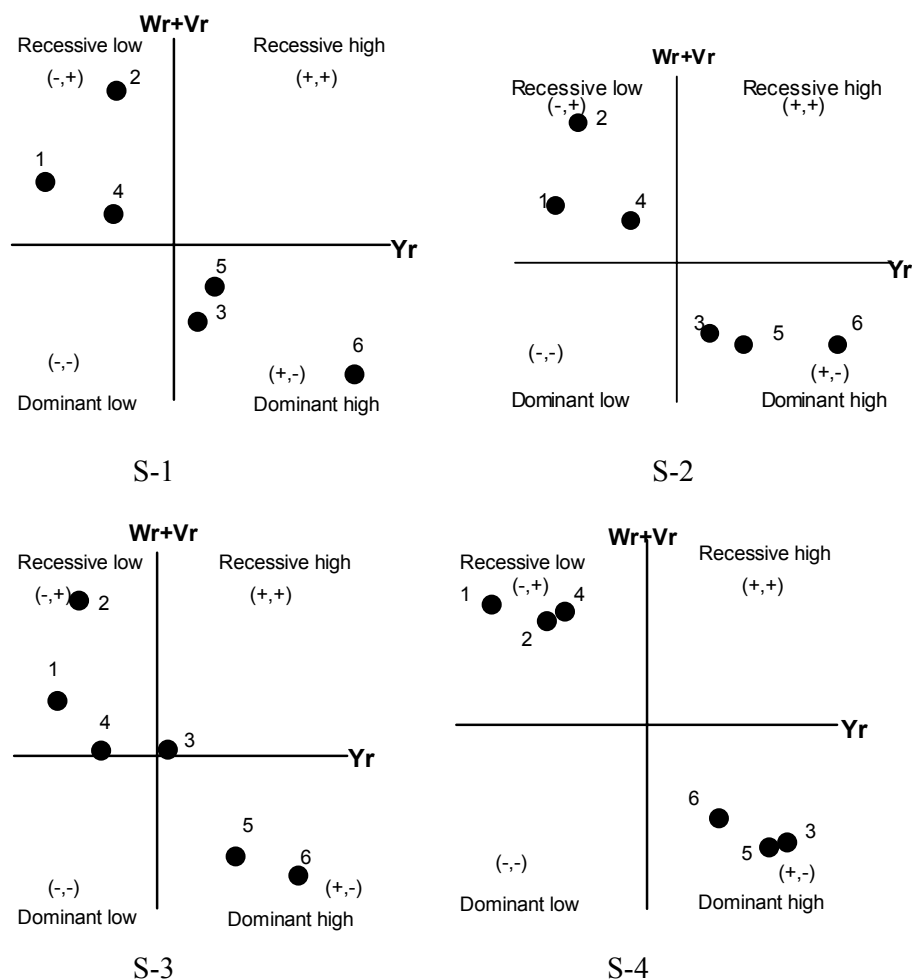 Wr+Vr
Recessive low
Recessive high
(-,+)
2
(+,+)
1
4
Yr
5
3
6
(-,-)
(+,-)
Dominant low
Dominant high
S-1
Wr+Vr
Recessive low
Recessive high
(-,+)
(+,+)
2
1
4
Yr
3
5
6
(-,-)
(+,-)
Dominant low
Dominant high
S-2
Wr+Vr
Recessive low
Recessive high
(-,+)
2
(+,+)
1
4
3
Yr
5
6
(-,-)
(+,-)
Dominant low
Dominant high
S-3
Wr+Vr
Recessive low
Recessive high
(-,+)
(+,+)
1
4
2
Yr
6
3
5
(-,-)
(+,-)
Dominant low
Dominant high
S-4